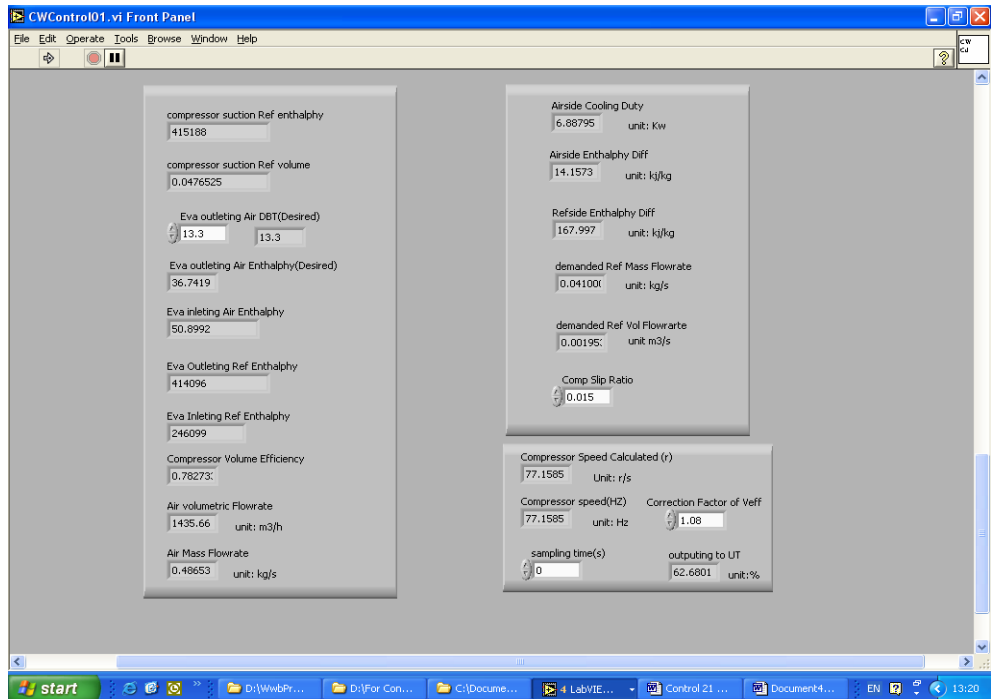 CWControl01.vi Front Panel
File Edit Operate Tools Browse Window Help
CW
compressor suction Ref enthalphy
415188
compressor suction Ref volume
0.0476525
Eva outleting Air DBT(Desired)
13.3 13.3
Eva outleting Air Enthalphy(Desired)
36.7419
Eva inleting Air Enthalphy
50.8992
Eva Outleting Ref Enthalphy
414096
Eva Inleting Ref Enthalphy
246099
Compressor Volume Efficiency
0.78273:
Air volumetric Flowrate
1435.66 unit: m3/h
Air Mass Flowrate
0.48653 unit: kg/s
Airside Cooling Duty
6.88795 unit: Kw
Airside Enthalphy Diff
14.1573 unit: kj/kg
Refside Enthalphy Diff
167.997 unit: kj/kg
demanded Ref Mass Flowrate
0.04100( unit: kg/s
demanded Ref Vol Flowrarte
0.00195: unit m3/s
Comp Slip Ratio
0.015
Compressor Speed Calculated (r)
77.1585 Unit: r/s
Compressor speed(HZ) Correction Factor of Veff
77.1585 unit: Hz 1.08
sampling time(s) outputing to UT
0 62.6801 unit:%
start D:\WwbPr... D:\For Con... C:\Docume... 4 LabVIE... Control 21 ... Document4... EN 13:20